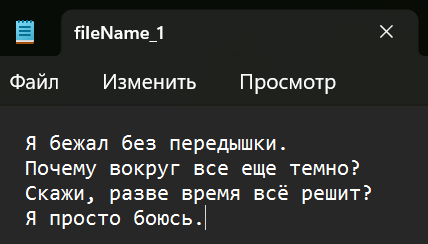 fileName_1
Файл Изменить Просмотр
Я бежал без передышки.
Почему вокруг все еще темно?
Скажи, разве время всё решит?
Я просто боюсь.